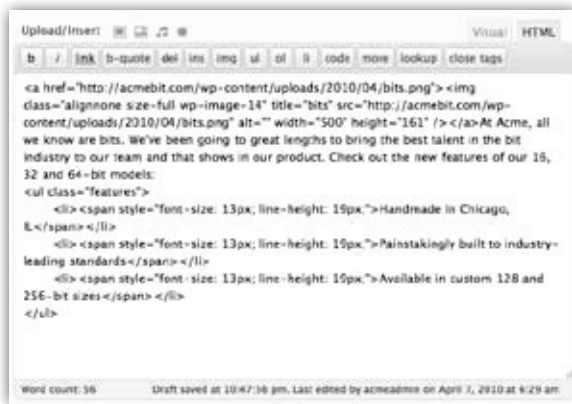 Upload/Insert
Visual HTML
b i link b-quote del ins img ul ol li code more lookup close tags
<a href="http://acmebit.com/wp-content/uploads/2010/04/bits.png"><img
class="alignnone size-full wp-image-14" title="bits" src="http://acmebit.com/wp-
content/uploads/2010/04/bits.png" alt="" width="500" height="161" /></a>At Acme, all
we know are bits. We've been going to great lengths to bring the best talent in the bit
industry to our team and that shows in our product. Check out the new features of our 16,
32 and 64-bit models:
<ul class="features">
<li><span style="font-size: 13px; line-height: 19px;">Handmade in Chicago,
IL</span></li>
<li><span style="font-size: 13px; line-height: 19px;">Painstakingly built to industry-
leading standards</span></li>
<li><span style="font-size: 13px; line-height: 19px;">Available in custom 128 and
256-bit sizes</span></li>
</ul>
Word count: 56 Draft saved at 10:47:56 pm. Last edited by acmeadmin on April 7, 2010 at 6:29 am